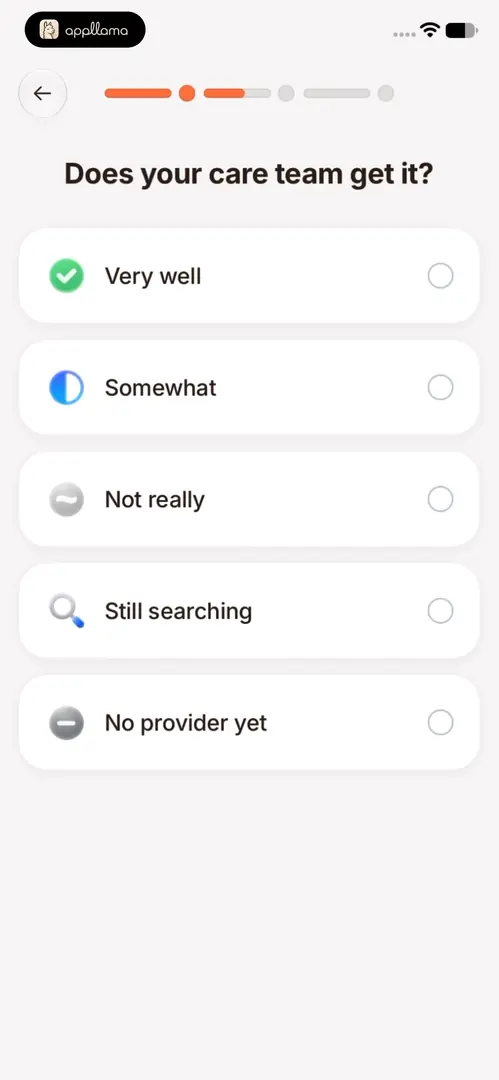 appllama
Does your care team get it?
Very well
Somewhat
Not really
Still searching
No provider yet